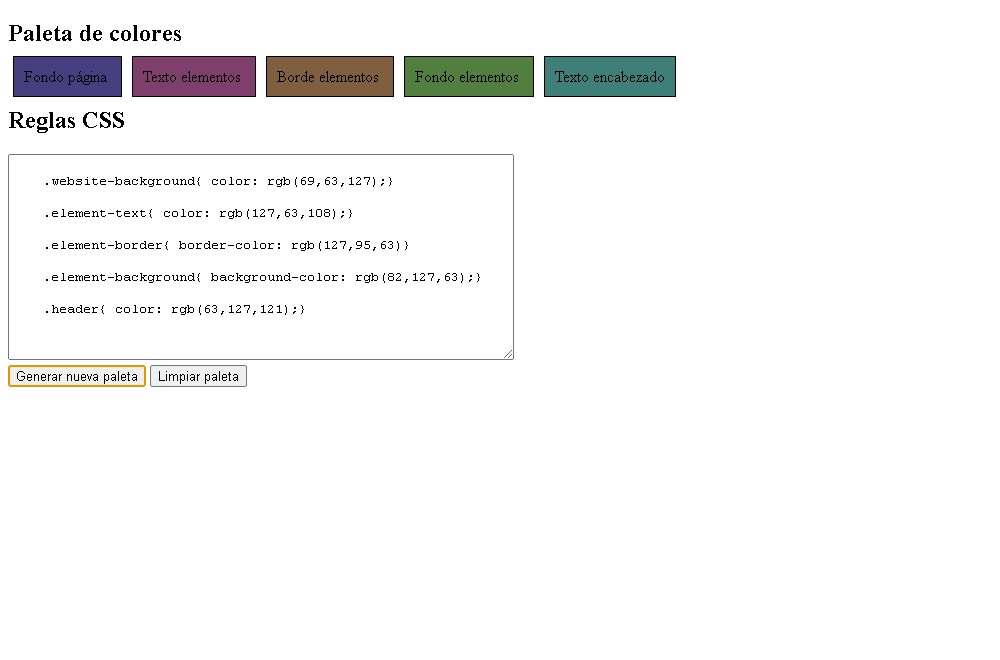 Paleta de colores
Fondo página Texto elementos Borde elementos Fondo elementos Texto encabezado
Reglas CSS
.website-background{ color: rgb(69,63,127);}
.element-text{ color: rgb(127,63,108);}
.element-border{ border-color: rgb(127,95,63)}
.element-background{ background-color: rgb(82,127,63);}
.header{ color: rgb(63,127,121);}
Generar nueva paleta Limpiar paleta